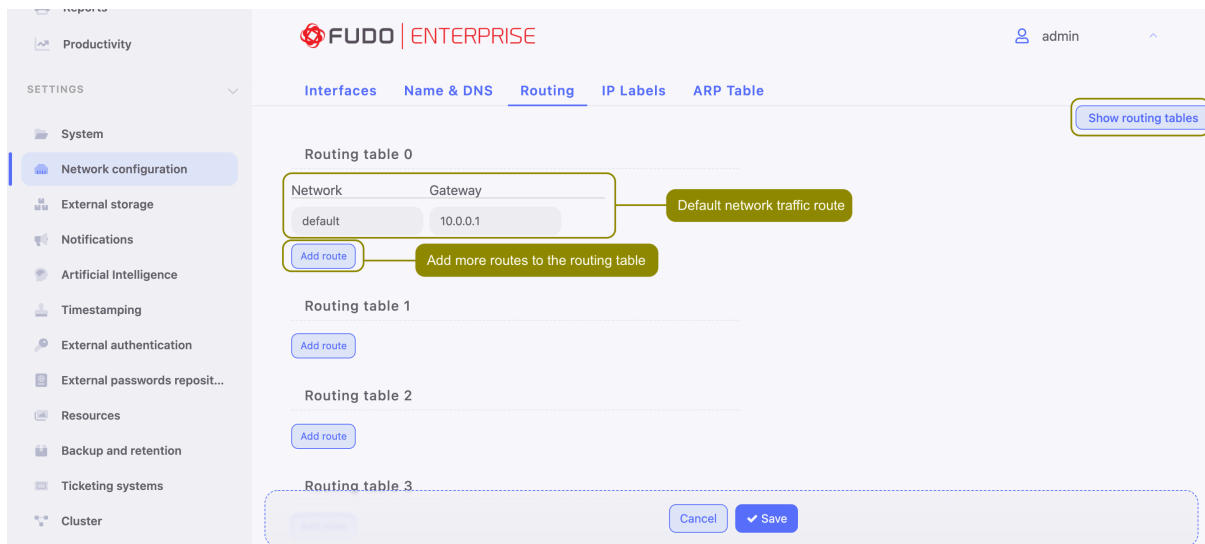 Reports
Productivity
SETTINGS
System
Network configuration
External storage
Notifications
Artificial Intelligence
Timestamping
External authentication
External passwords reposit...
Resources
Backup and retention
Ticketing systems
Cluster
FUDO ENTERPRISE
admin
Interfaces Name & DNS Routing IP Labels ARP Table
Show routing tables
Routing table 0
Network Gateway
default 10.0.0.1
Default network traffic route
Add route
Add more routes to the routing table
Routing table 1
Add route
Routing table 2
Add route
Routing table 3
Add route
Cancel Save